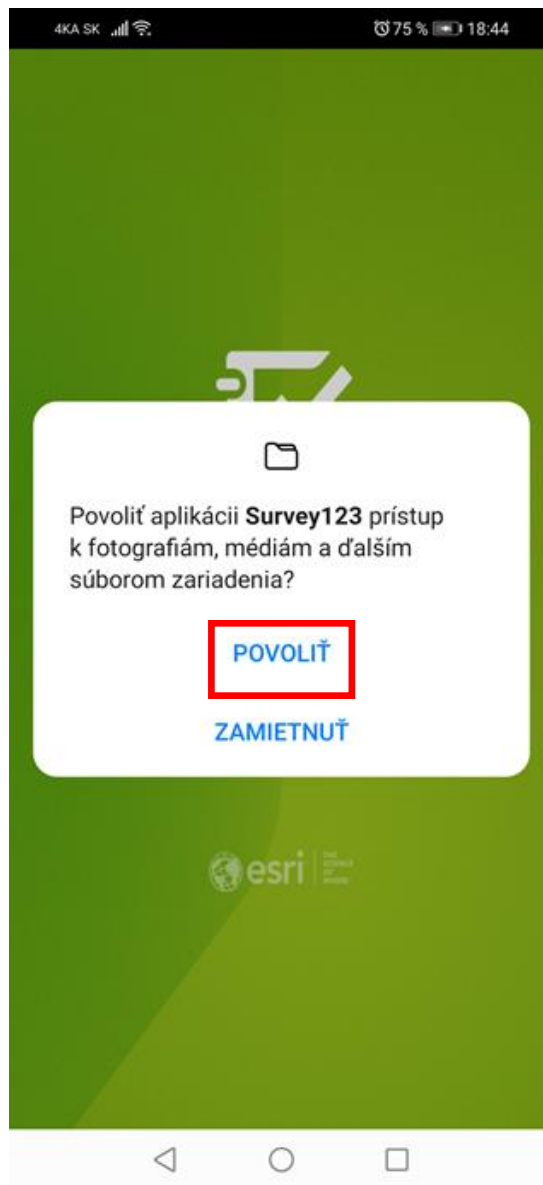 4KA SK 75 % 18:44
Povoliť aplikácii Survey123 prístup
k fotografiám, médiám a ďalším
súborom zariadenia?
POVOLIŤ
ZAMIETNUŤ
esri